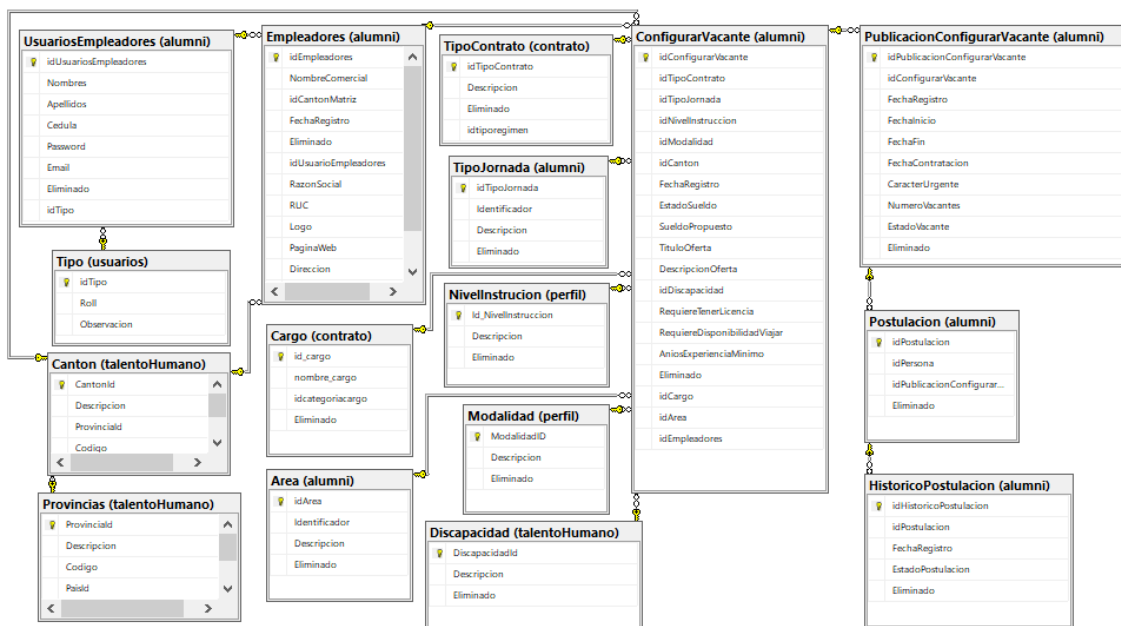 UsuariosEmpleadores (alumni)
idUsuariosEmpleadores
Nombres
Apellidos
Cedula
Password
Email
Eliminado
idTipo
Tipo (usuarios)
idTipo
Roll
Observacion
Canton (talentoHumano)
CantonId
Descripcion
ProvinciaId
Codigo
Provincias (talentoHumano)
ProvinciaId
Descripcion
Codigo
PaisId
Empleadores (alumni)
idEmpleadores
NombreComercial
idCantonMatriz
FechaRegistro
Eliminado
idUsuarioEmpleadores
RazonSocial
RUC
Logo
PaginaWeb
Direccion
Cargo (contrato)
id_cargo
nombre_cargo
idcategoriacargo
Eliminado
Area (alumni)
idArea
Identificador
Descripcion
Eliminado
TipoContrato (contrato)
idTipoContrato
Descripcion
Eliminado
idtiporegimen
TipoJornada (alumni)
idTipoJornada
Identificador
Descripcion
Eliminado
NivelInstrucion (perfil)
Id_NivelInstruccion
Descripcion
Eliminado
Modalidad (perfil)
ModalidadID
Descripcion
Eliminado
Discapacidad (talentoHumano)
DiscapacidadId
Descripcion
Eliminado
ConfigurarVacante (alumni)
idConfigurarVacante
idTipoContrato
idTipoJornada
idNivelInstruccion
idModalidad
idCanton
FechaRegistro
EstadoSueldo
SueldoPropuesto
TituloOferta
DescripcionOferta
idDiscapacidad
RequiereTenerLicencia
RequiereDisponibilidadViajar
AniosExperienciaMinimo
Eliminado
idCargo
idArea
idEmpleadores
PublicacionConfigurarVacante (alumni)
idPublicacionConfigurarVacante
idConfigurarVacante
FechaRegistro
FechaInicio
FechaFin
FechaContratacion
CaracterUrgente
NumeroVacantes
EstadoVacante
Eliminado
Postulacion (alumni)
idPostulacion
idPersona
idPublicacionConfigurar...
Eliminado
HistoricoPostulacion (alumni)
idHistoricoPostulacion
idPostulacion
FechaRegistro
EstadoPostulacion
Eliminado